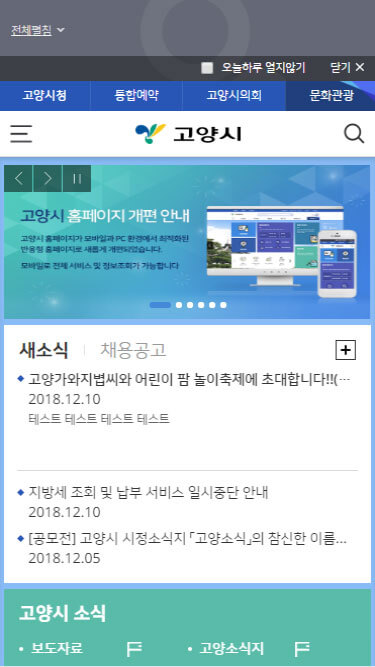 전체펼침
오늘하루 열지않기 닫기
고양시청 통합예약 고양시의회 문화관광
고양시
고양시 홈페이지 개편 안내
고양시 홈페이지가 모바일과 PC 환경에서 최적화된
반응형 홈페이지로 새롭게 개편되었습니다.
모바일로 전체 서비스 및 정보조회가 가능합니다
새소식 채용공고
고양가와지볍씨와 어린이 팜 놀이축제에 초대합니다!!(…
2018.12.10
테스트 테스트 테스트 테스트
지방세 조회 및 납부 서비스 일시중단 안내
2018.12.10
[공모전] 고양시 시정소식지 「고양소식」의 참신한 이름...
2018.12.05
고양시 소식
보도자료 고양소식지